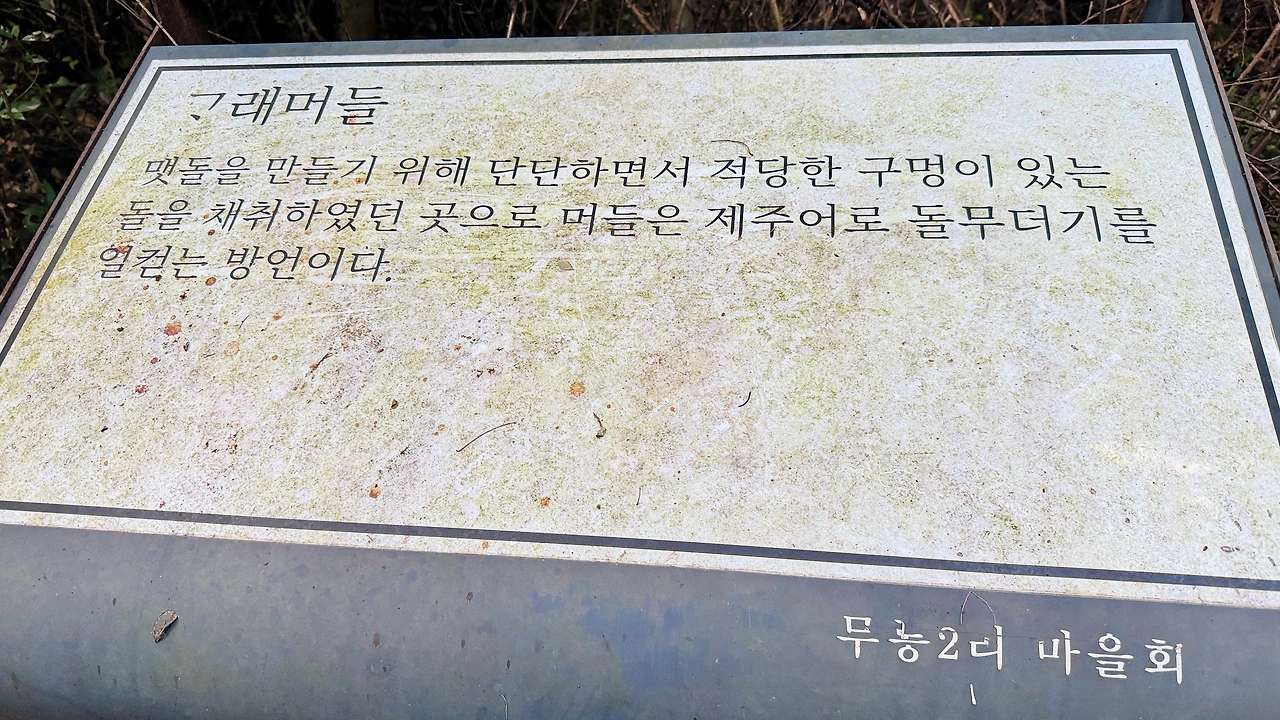 ᄀᆞ래머들
맷돌을 만들기 위해 단단하면서 적당한 구멍이 있는
돌을 채취하였던 곳으로 머들은 제주어로 돌무더기를
일컫는 방언이다.
무릉2리 마을회